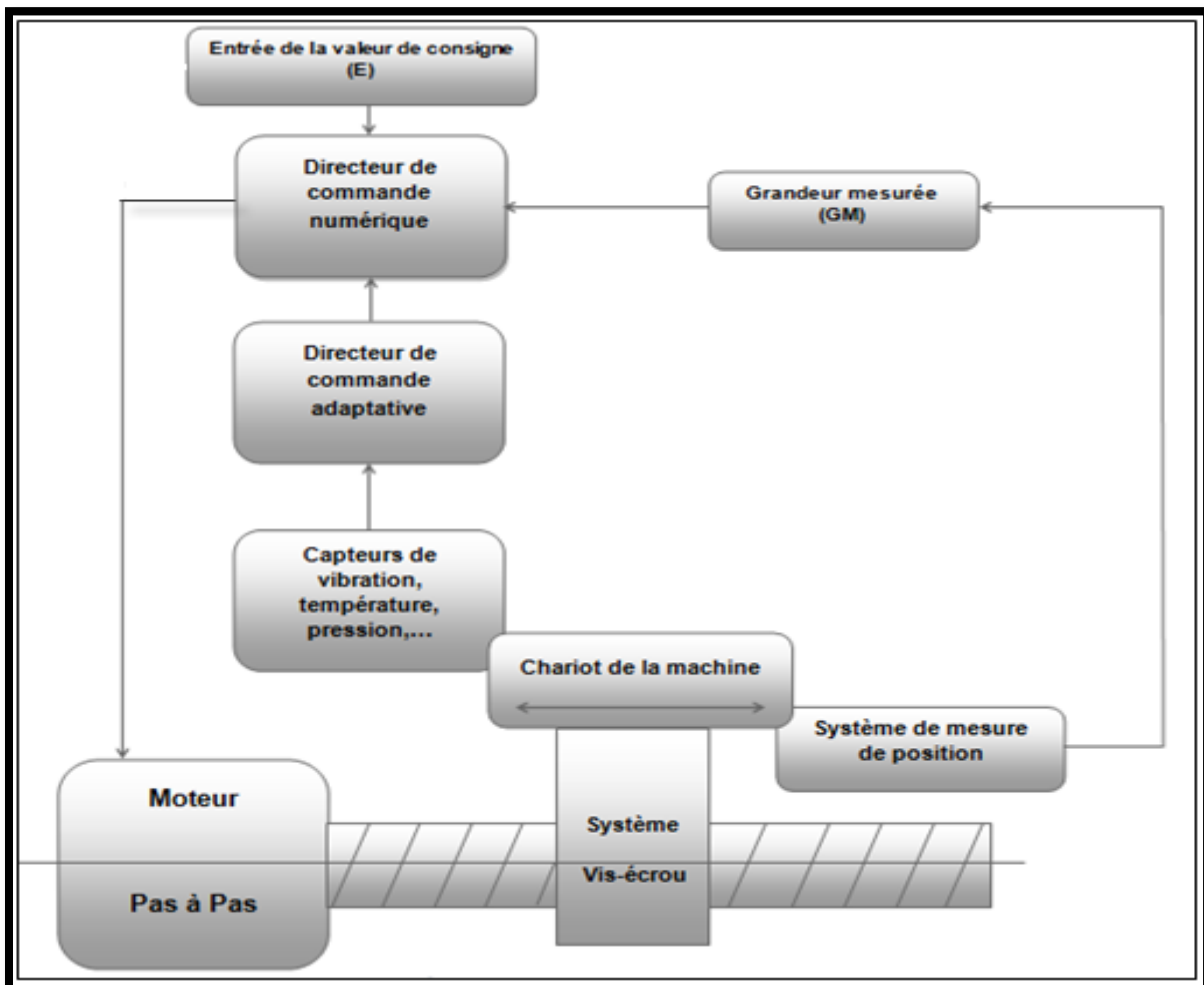 Entrée de la valeur de consigne
(E)
Directeur de
commande
numérique
Grandeur mesurée
(GM)
Directeur de
commande
adaptative
Capteurs de
vibration,
température,
pression,...
Chariot de la machine
Système de mesure
de position
Moteur
Pas à Pas
Système
Vis-écrou